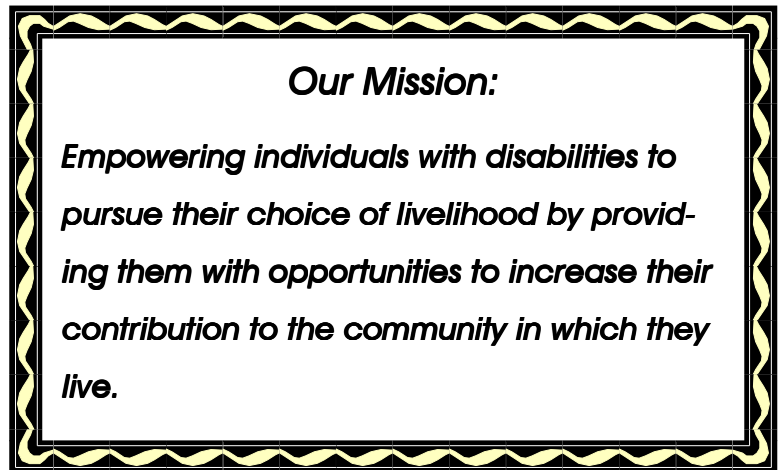 Our Mission:
Empowering individuals with disabilities to
pursue their choice of livelihood by provid-
ing them with opportunities to increase their
contribution to the community in which they
live.